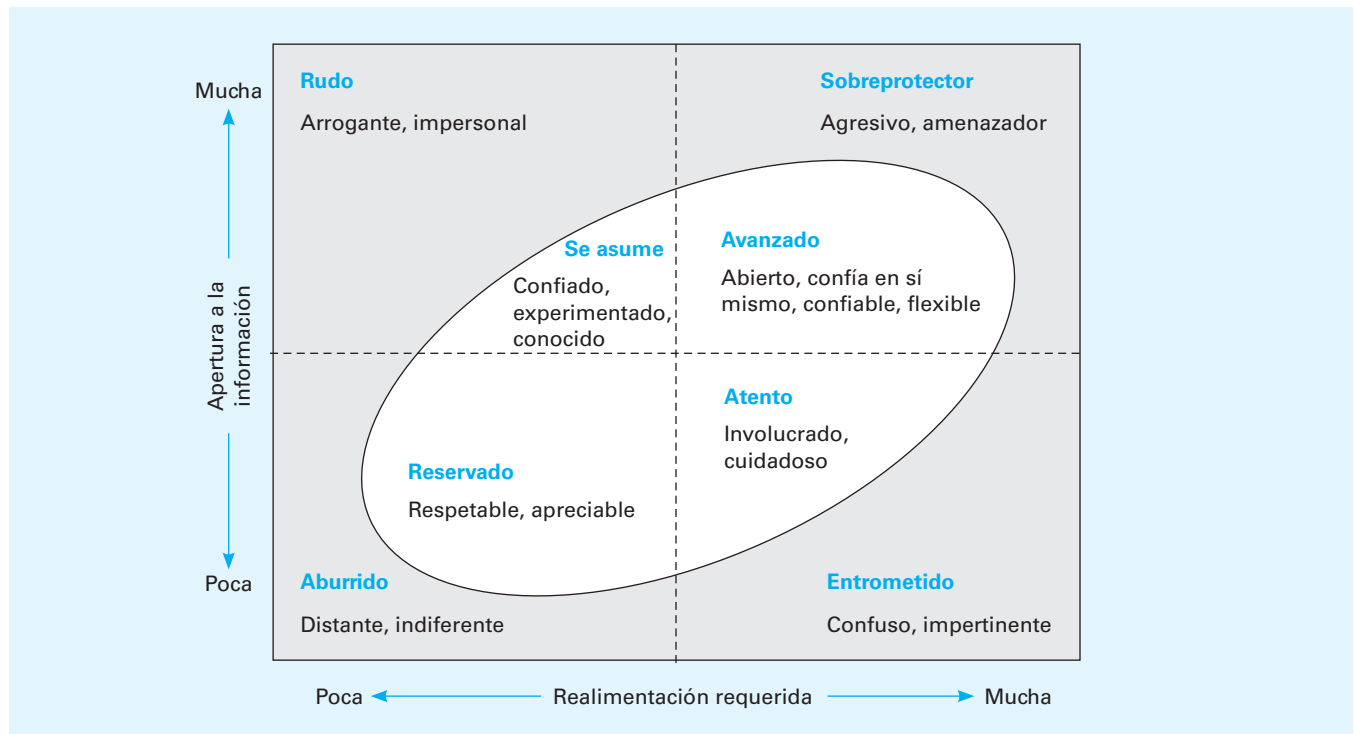 Mucha
Apertura a la
información
Poca
Rudo
Arrogante, impersonal
Sobreprotector
Agresivo, amenazador
Se asume
Confiado,
experimentado,
conocido
Avanzado
Abierto, confía en sí
mismo, confiable, flexible
Reservado
Respetable, apreciable
Atento
Involucrado,
cuidadoso
Aburrido
Distante, indiferente
Entrometido
Confuso, impertinente
Poca
Realimentación requerida
Mucha